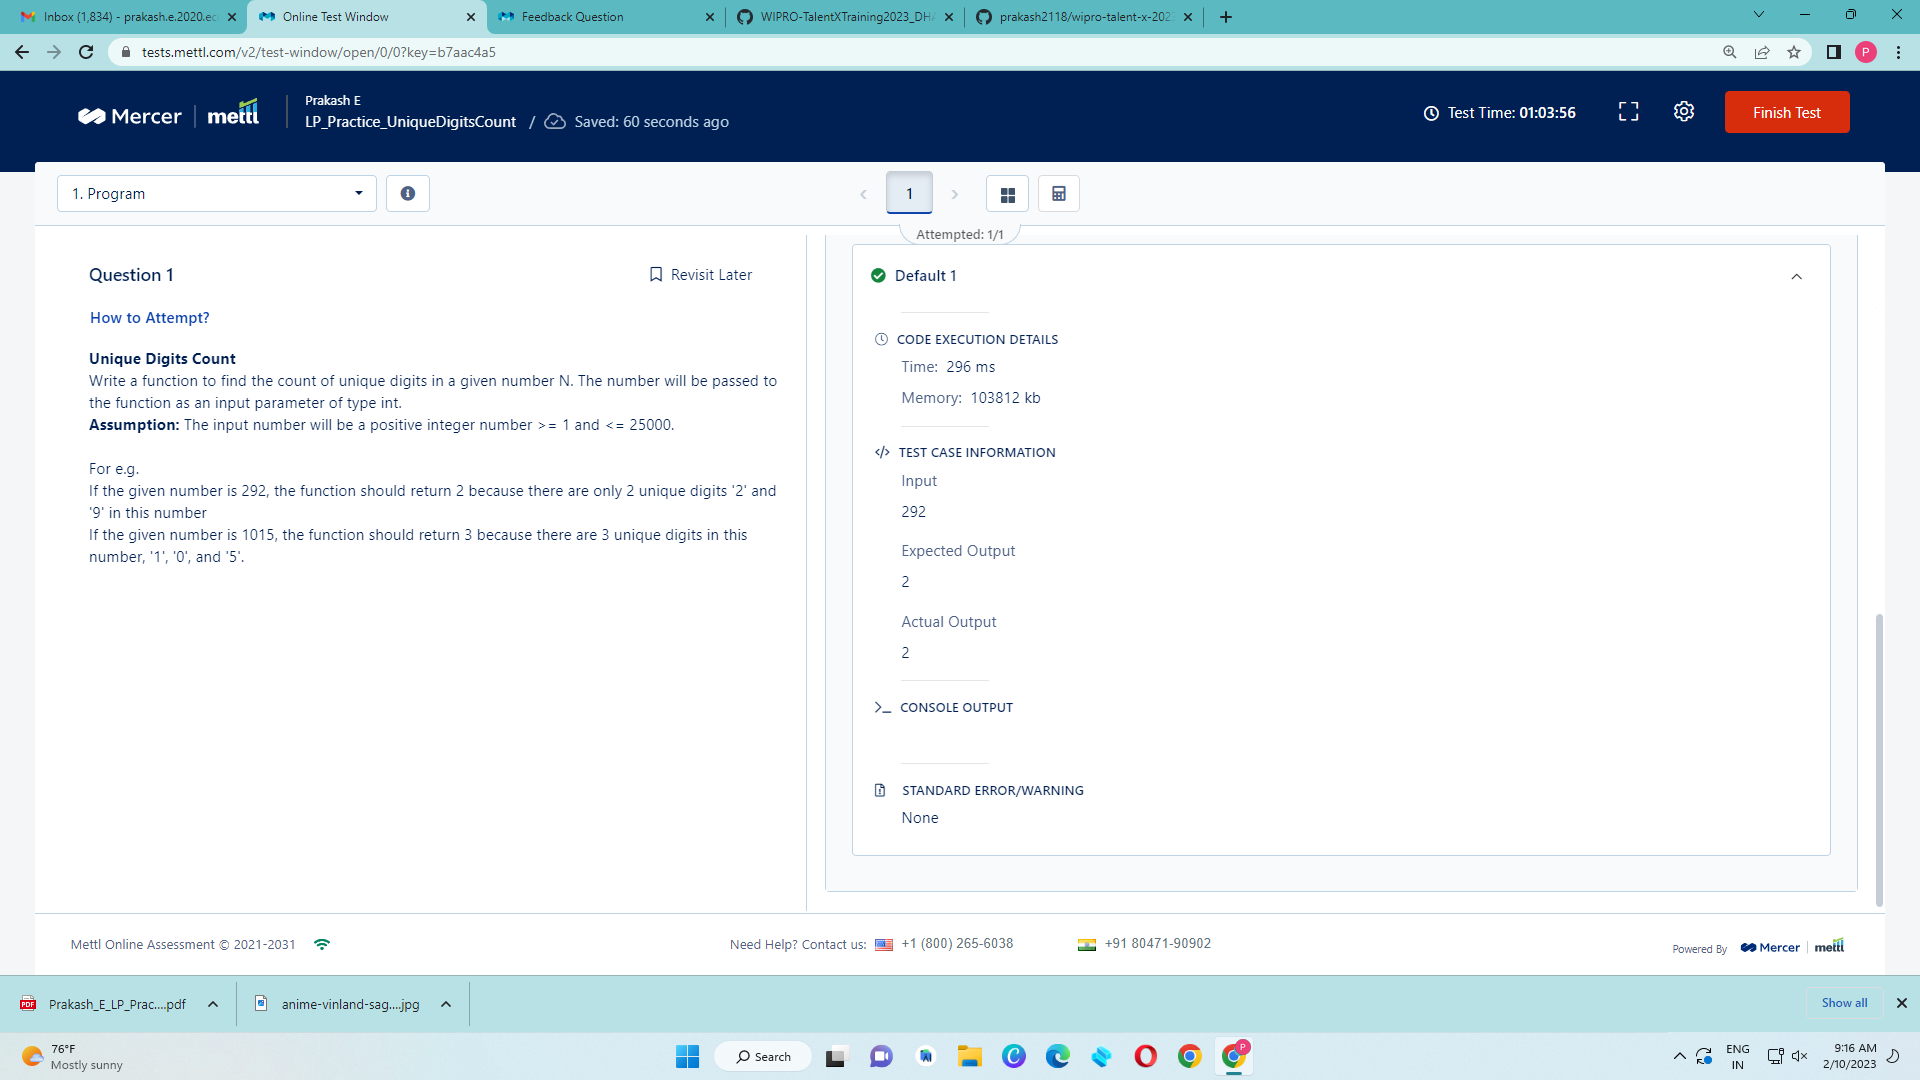 Inbox (1,834) - prakash.e.2020.ec
Online Test Window
Feedback Question
WIPRO-TalentXTraining2023_DHA
prakash2118/wipro-talent-x-202
tests.mettl.com/v2/test-window/open/0/0?key=b7aac4a5
P
Mercer | mettl
Prakash E
LP_Practice_UniqueDigitsCount / Saved: 60 seconds ago
Test Time: 01:03:56
Finish Test
1. Program
1
Attempted: 1/1
Question 1
Revisit Later
How to Attempt?
Unique Digits Count
Write a function to find the count of unique digits in a given number N. The number will be passed to
the function as an input parameter of type int.
Assumption: The input number will be a positive integer number >= 1 and <= 25000.
For e.g.
If the given number is 292, the function should return 2 because there are only 2 unique digits '2' and
'9' in this number
If the given number is 1015, the function should return 3 because there are 3 unique digits in this
number, '1', '0', and '5'.
Default 1
CODE EXECUTION DETAILS
Time: 296 ms
Memory: 103812 kb
</> TEST CASE INFORMATION
Input
292
Expected Output
2
Actual Output
2
>_ CONSOLE OUTPUT
STANDARD ERROR/WARNING
None
Mettl Online Assessment © 2021-2031
Need Help? Contact us: +1 (800) 265-6038
+91 80471-90902
Powered By Mercer | mettl
PDF
Prakash_E_LP_Prac....pdf
anime-vinland-sag....jpg
Show all
76°F
Mostly sunny
Search
P
ENG
IN
9:16 AM
2/10/2023